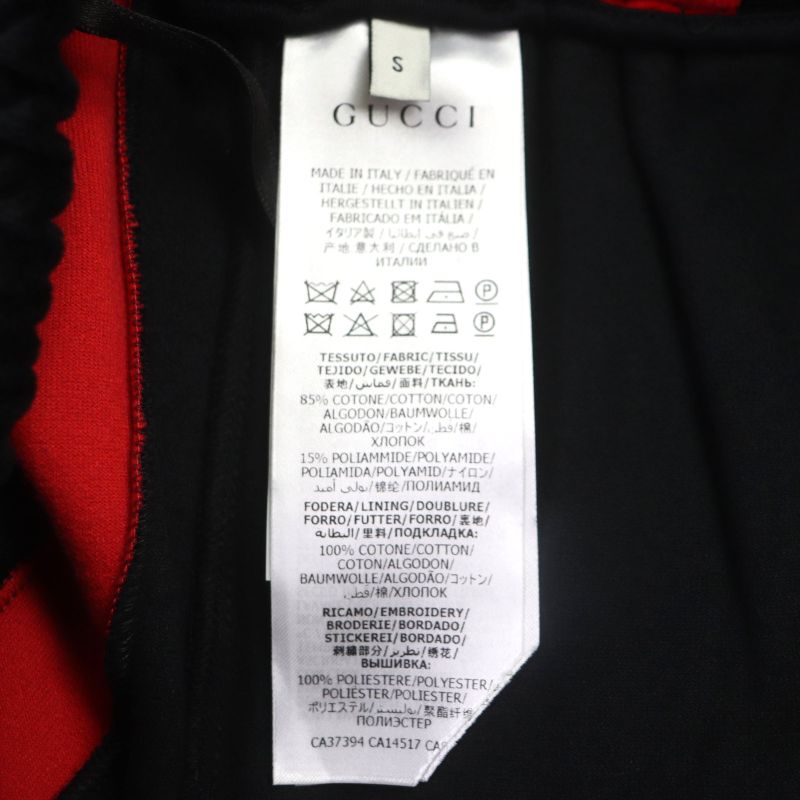 S
GUCCI
MADE IN ITALY / FABRIQUÉ EN
ITALIE / HECHO EN ITALIA /
HERGESTELLT IN ITALIEN /
FABRICADO EM ITÁLIA /
イタリア製 / صنع في ايطاليا /
产地 意大利 / СДЕЛАНО В
ИТАЛИИ
P
P
TESSUTO/FABRIC/TISSU/
TEJIDO/GEWEBE/TECIDO/
表地/قماش/面料/ТКАНЬ:
85% COTONE/COTTON/COTON/
ALGODON/BAUMWOLLE/
ALGODÃO/コットン/قطن/棉/
ХЛОПОК
15% POLIAMMIDE/POLYAMIDE/
POLIAMIDA/POLYAMID/ナイロン/
بولي أميد/锦纶/ПОЛИАМИД
FODERA/LINING/DOUBLURE/
FORRO/FUTTER/FORRO/裏地/
البطانه/里料/ПОДКЛАДКА:
100% COTONE/COTTON/
COTON/ALGODON/
BAUMWOLLE/ALGODÃO/コットン/
قطن/棉/ХЛОПОК
RICAMO/EMBROIDERY/
BRODERIE/BORDADO/
STICKEREI/BORDADO/
刺繍部分/تطريز/绣花/
ВЫШИВКА:
100% POLIESTERE/POLYESTER/
POLIÉSTER/POLIESTER/
ポリエステル/بوليستر/聚酯纤维/
ПОЛИЭСТЕР
CA37394 CA14517